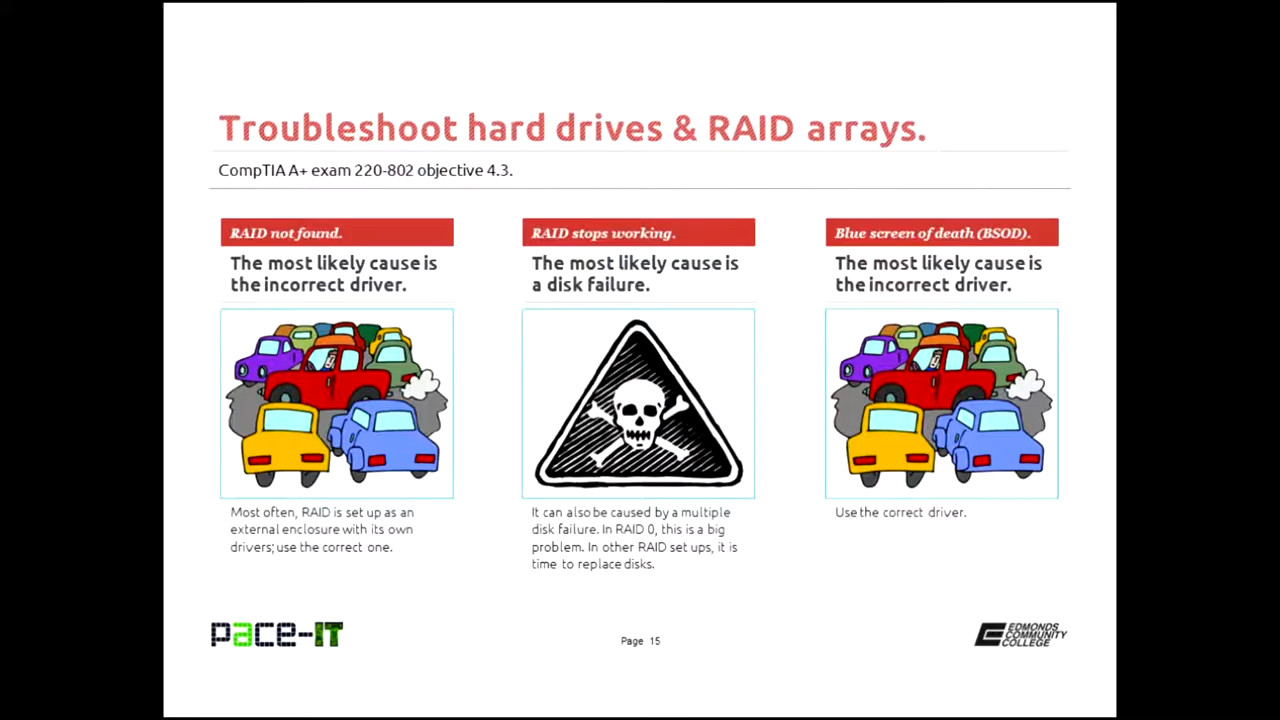 Troubleshoot hard drives & RAID arrays.
CompTIA A+ exam 220-802 objective 4.3.
RAID not found.
The most likely cause is
the incorrect driver.
Most often, RAID is set up as an
external enclosure with its own
drivers; use the correct one.
RAID stops working.
The most likely cause is
a disk failure.
It can also be caused by a multiple
disk failure. In RAID 0, this is a big
problem. In other RAID set ups, it is
time to replace disks.
Blue screen of death (BSOD).
The most likely cause is
the incorrect driver.
Use the correct driver.
pace-IT
Page 15
EDMONDS
COMMUNITY
COLLEGE